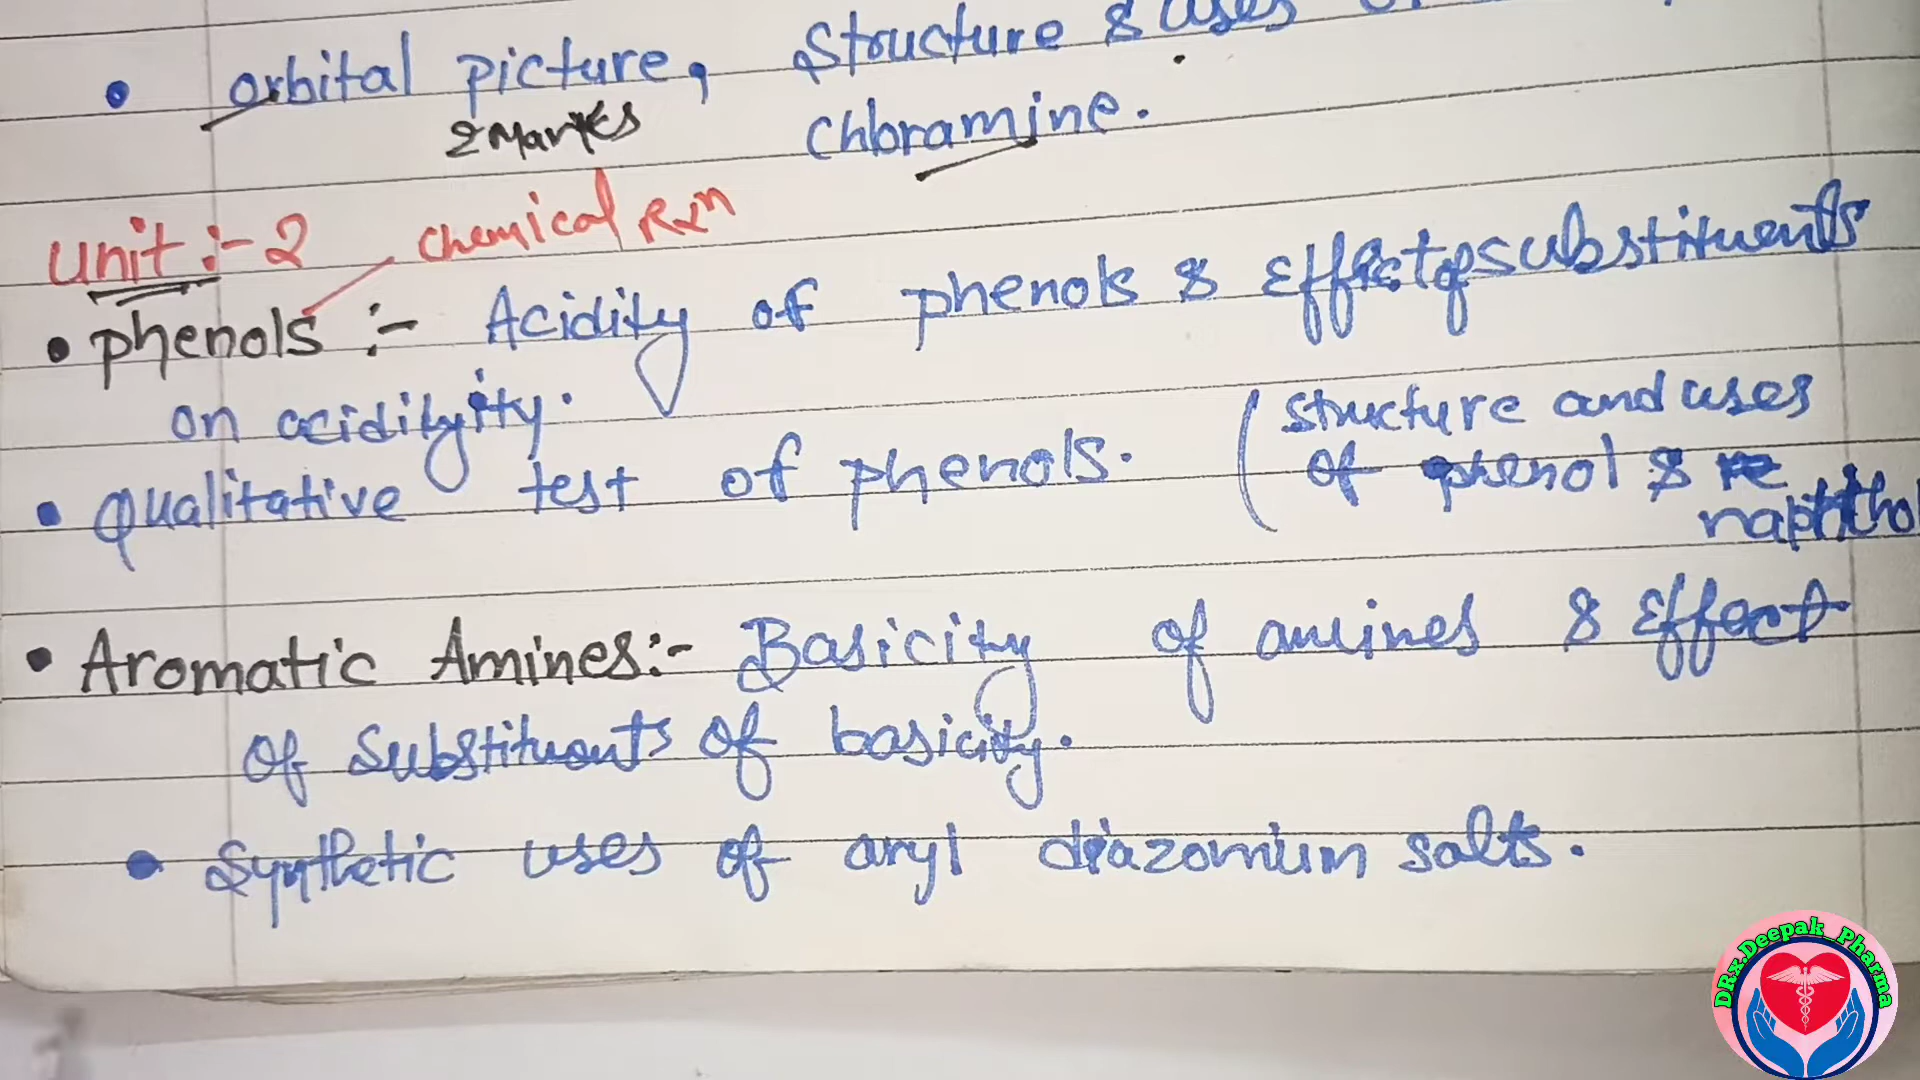 • orbital picture, Structure & uses
2 Marks
Chloramine.
Unit :- 2 chemical Rxn
• phenols :- Acidity of phenols & Effect of substituents
on acidityity.
• Qualitative test of phenols. (structure and uses
of phenol & re
naphthol
• Aromatic Amines:- Basicity of amines & Effect
of substituents of basicity.
• Synthetic uses of aryl diazonium salts.
DRx.Deepak_Pharma